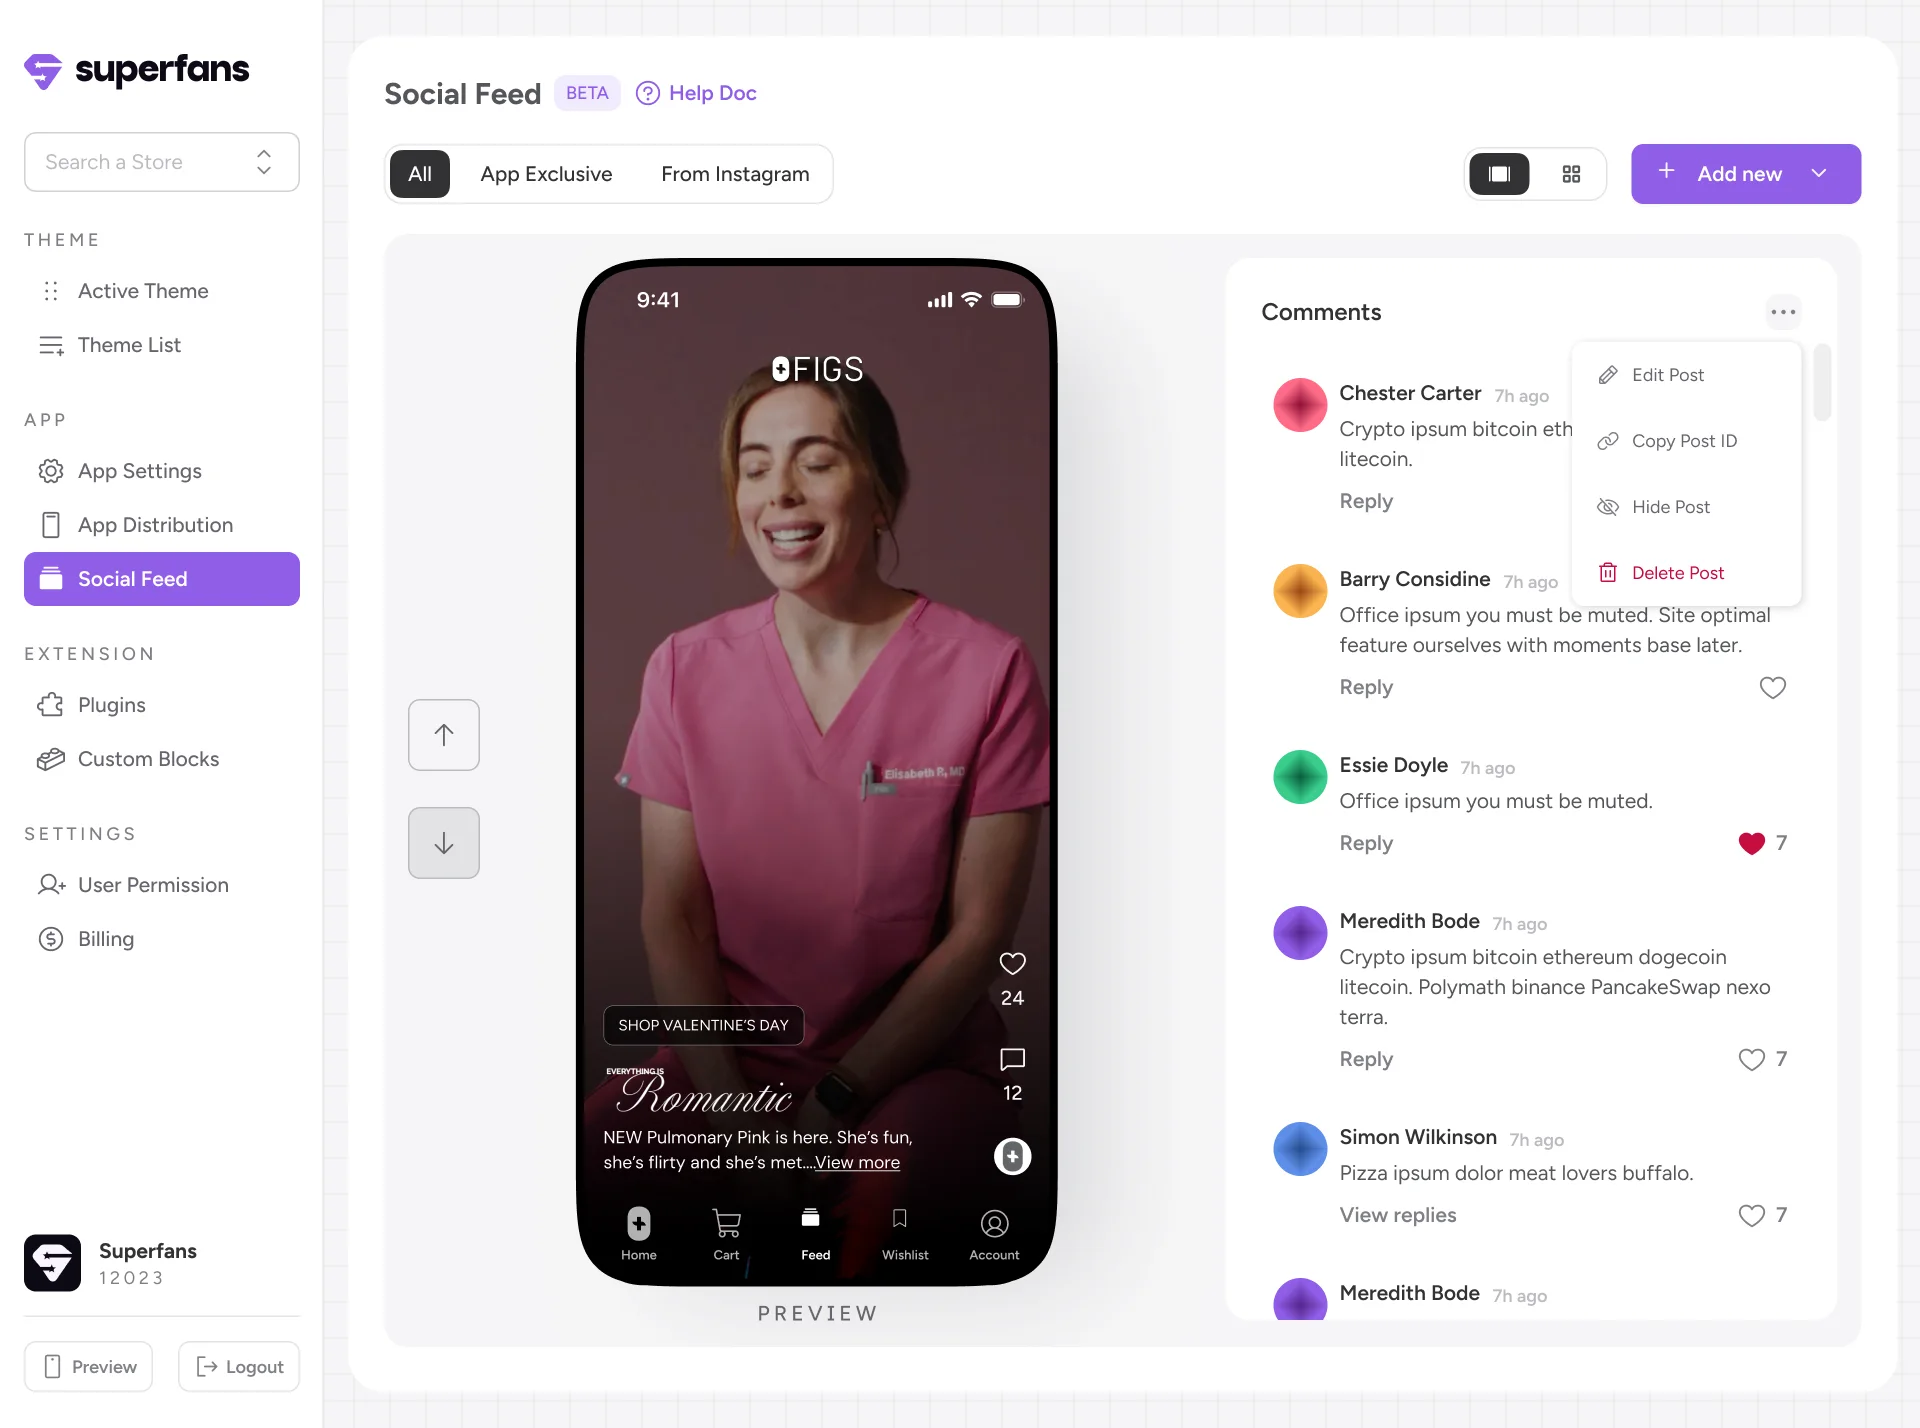 superfans
Search a Store
THEME
Active Theme
Theme List
APP
App Settings
App Distribution
Social Feed
EXTENSION
Plugins
Custom Blocks
SETTINGS
User Permission
Billing
Superfans
12023
Preview
Logout
Social Feed
BETA
Help Doc
All
App Exclusive
From Instagram
Add new
9:41
FIGS
Elisabeth R, MD
24
SHOP VALENTINE’S DAY
12
EVERYTHING IS
Romantic
NEW Pulmonary Pink is here. She’s fun,
she’s flirty and she’s met....View more
Home
Cart
Feed
Wishlist
Account
PREVIEW
Comments
Edit Post
Copy Post ID
Hide Post
Delete Post
Chester Carter 7h ago
Crypto ipsum bitcoin eth
litecoin.
Reply
Barry Considine 7h ago
Office ipsum you must be muted. Site optimal
feature ourselves with moments base later.
Reply
Essie Doyle 7h ago
Office ipsum you must be muted.
Reply
7
Meredith Bode 7h ago
Crypto ipsum bitcoin ethereum dogecoin
litecoin. Polymath binance PancakeSwap nexo
terra.
Reply
7
Simon Wilkinson 7h ago
Pizza ipsum dolor meat lovers buffalo.
View replies
7
Meredith Bode 7h ago